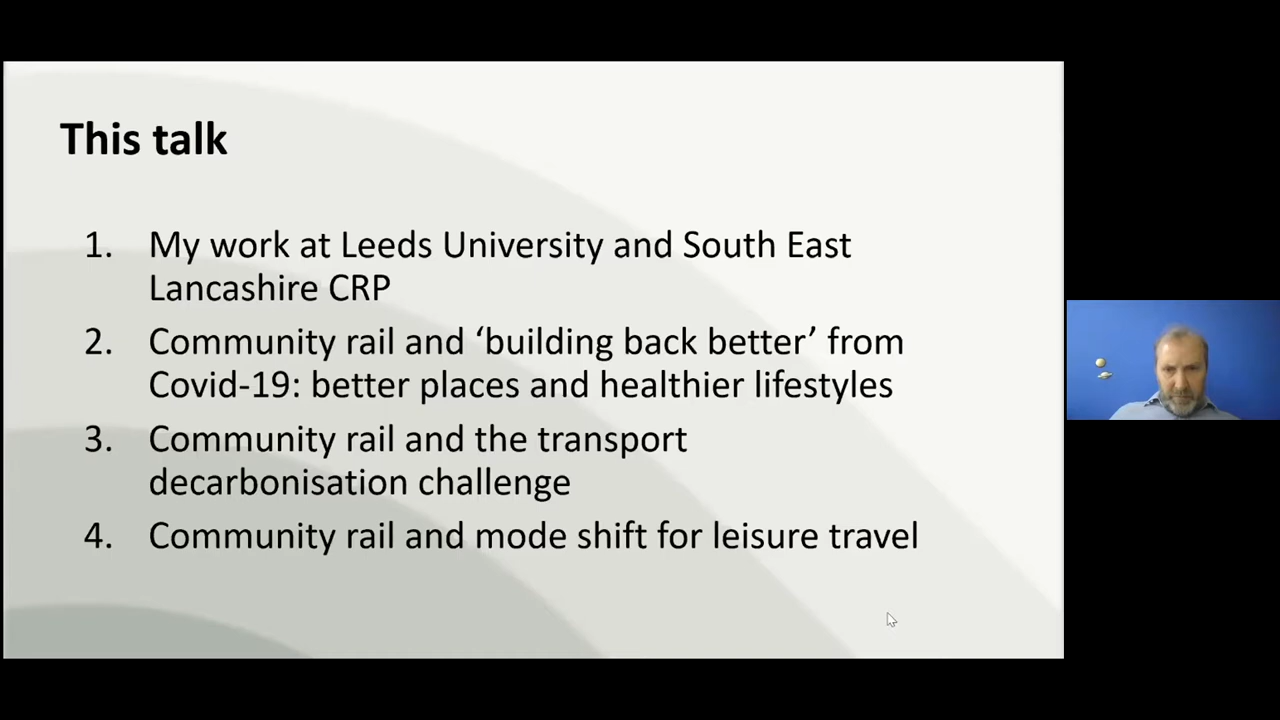 This talk
1. My work at Leeds University and South East
Lancashire CRP
2. Community rail and ‘building back better’ from
Covid-19: better places and healthier lifestyles
3. Community rail and the transport
decarbonisation challenge
4. Community rail and mode shift for leisure travel